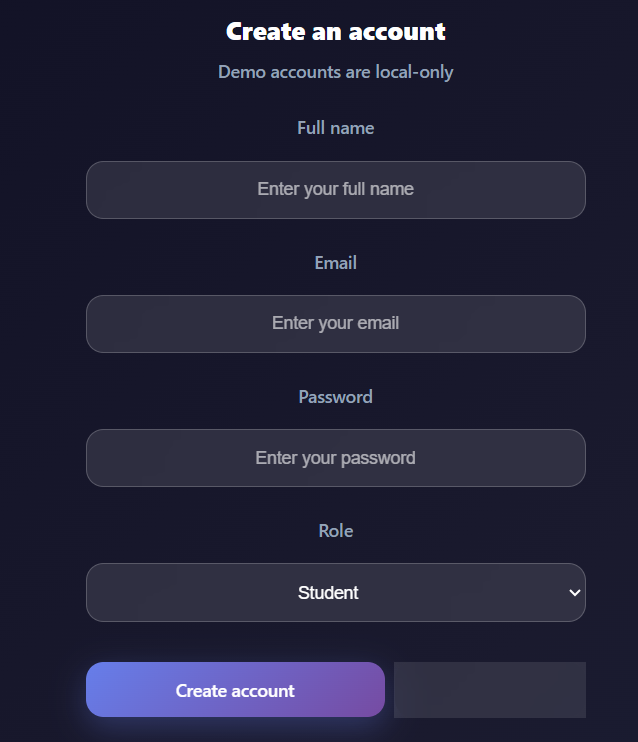 Create an account
Demo accounts are local-only
Full name
Enter your full name
Email
Enter your email
Password
Enter your password
Role
Student
Create account